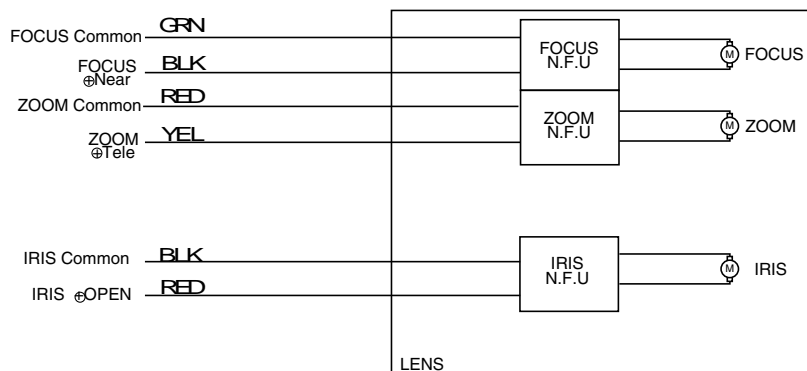 FOCUS Common GRN
FOCUS
⊕Near BLK
ZOOM Common RED
ZOOM
⊕Tele YEL
FOCUS
N.F.U
M FOCUS
ZOOM
N.F.U
M ZOOM
IRIS Common BLK
IRIS ⊕OPEN RED
IRIS
N.F.U
M IRIS
LENS